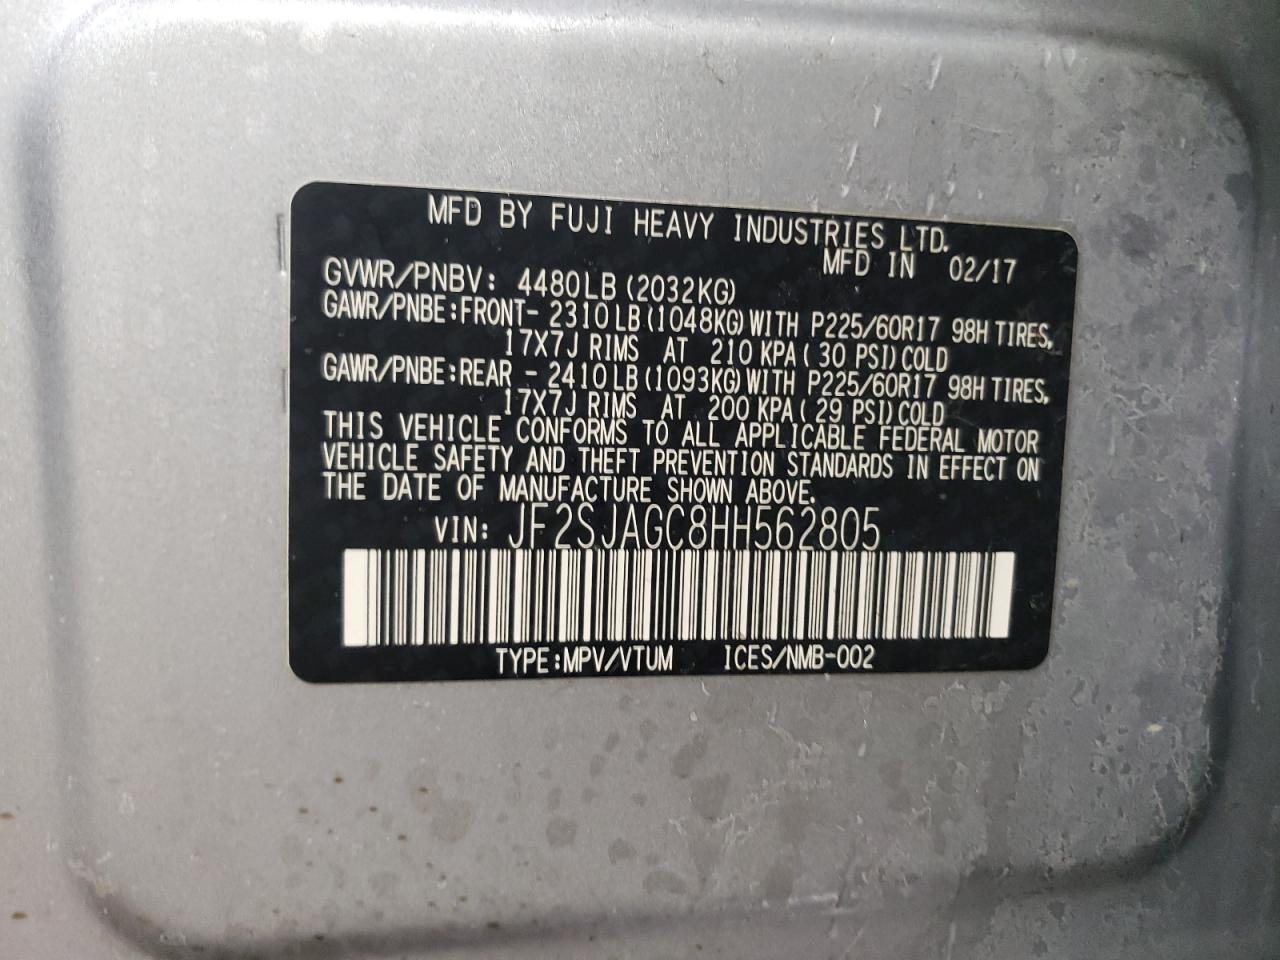 MFD BY FUJI HEAVY INDUSTRIES LTD.
MFD IN 02/17
GVWR/PNBV: 4480LB (2032KG)
GAWR/PNBE:FRONT- 2310LB (1048KG) WITH P225/60R17 98H TIRES,
17X7J RIMS AT 210 KPA ( 30 PSI) COLD
GAWR/PNBE:REAR - 2410LB (1093KG) WITH P225/60R17 98H TIRES,
17X7J RIMS AT 200 KPA ( 29 PSI) COLD
THIS VEHICLE CONFORMS TO ALL APPLICABLE FEDERAL MOTOR
VEHICLE SAFETY AND THEFT PREVENTION STANDARDS IN EFFECT ON
THE DATE OF MANUFACTURE SHOWN ABOVE.
VIN: JF2SJAGC8HH562805
TYPE:MPV/VTUM ICES/NMB-002